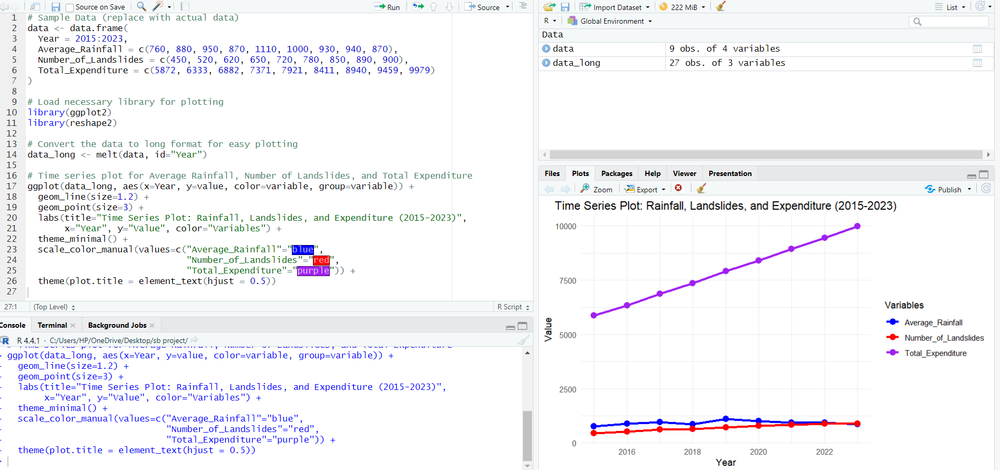 Source on Save
Run
Source
1 # Sample Data (replace with actual data)
2 data <- data.frame(
3   Year = 2015:2023,
4   Average_Rainfall = c(760, 880, 950, 870, 1110, 1000, 930, 940, 870),
5   Number_of_Landslides = c(450, 520, 620, 650, 720, 780, 850, 890, 900),
6   Total_Expenditure = c(5872, 6333, 6882, 7371, 7921, 8411, 8940, 9459, 9979)
7 )
8
9 # Load necessary library for plotting
10 library(ggplot2)
11 library(reshape2)
12
13 # Convert the data to long format for easy plotting
14 data_long <- melt(data, id="Year")
15
16 # Time series plot for Average Rainfall, Number of Landslides, and Total Expenditure
17 ggplot(data_long, aes(x=Year, y=value, color=variable, group=variable)) +
18   geom_line(size=1.2) +
19   geom_point(size=3) +
20   labs(title="Time Series Plot: Rainfall, Landslides, and Expenditure (2015-2023)",
21        x="Year", y="Value", color="Variables") +
22   theme_minimal() +
23   scale_color_manual(values=c("Average_Rainfall"="blue",
24                               "Number_of_Landslides"="red",
25                               "Total_Expenditure"="purple")) +
26   theme(plot.title = element_text(hjust = 0.5))
27
27:1 (Top Level) R Script
Console Terminal Background Jobs
R 4.4.1 · C:/Users/HP/OneDrive/Desktop/sb project/
# Time series plot for Average Rainfall, Number of Landslides, and Total Expenditure
> ggplot(data_long, aes(x=Year, y=value, color=variable, group=variable)) +
geom_line(size=1.2) +
geom_point(size=3) +
labs(title="Time Series Plot: Rainfall, Landslides, and Expenditure (2015-2023)",
x="Year", y="Value", color="Variables") +
theme_minimal() +
scale_color_manual(values=c("Average_Rainfall"="blue",
"Number_of_Landslides"="red",
"Total_Expenditure"="purple")) +
theme(plot.title = element_text(hjust = 0.5))
>
Import Dataset 222 MiB List
R Global Environment
Data
data 9 obs. of 4 variables
data_long 27 obs. of 3 variables
Files Plots Packages Help Viewer Presentation
Zoom Export Publish
Time Series Plot: Rainfall, Landslides, and Expenditure (2015-2023)
10000
7500
5000
2500
0
Value
2016 2018 2020 2022
Year
Variables
Average_Rainfall
Number_of_Landslides
Total_Expenditure